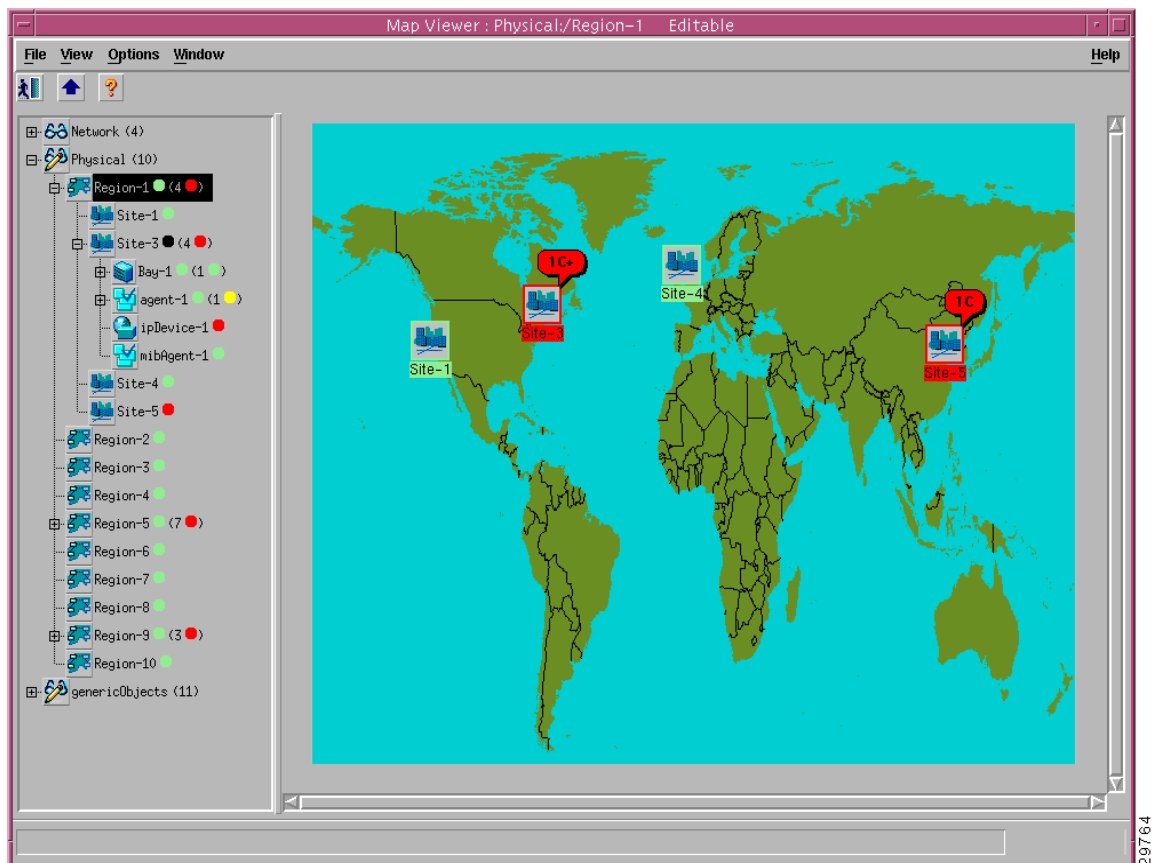 Map Viewer : Physical:/Region-1 Editable
File View Options Window Help
Network (4)
Physical (10)
Region-1 (4 )
Site-1
Site-3 (4 )
Bay-1 (1 )
agent-1 (1 )
ipDevice-1
mibAgent-1
Site-4
Site-5
Region-2
Region-3
Region-4
Region-5 (7 )
Region-6
Region-7
Region-8
Region-9 (3 )
Region-10
genericObjects (11)
1C+
Site-3
Site-1
Site-4
1C
Site-5
29764